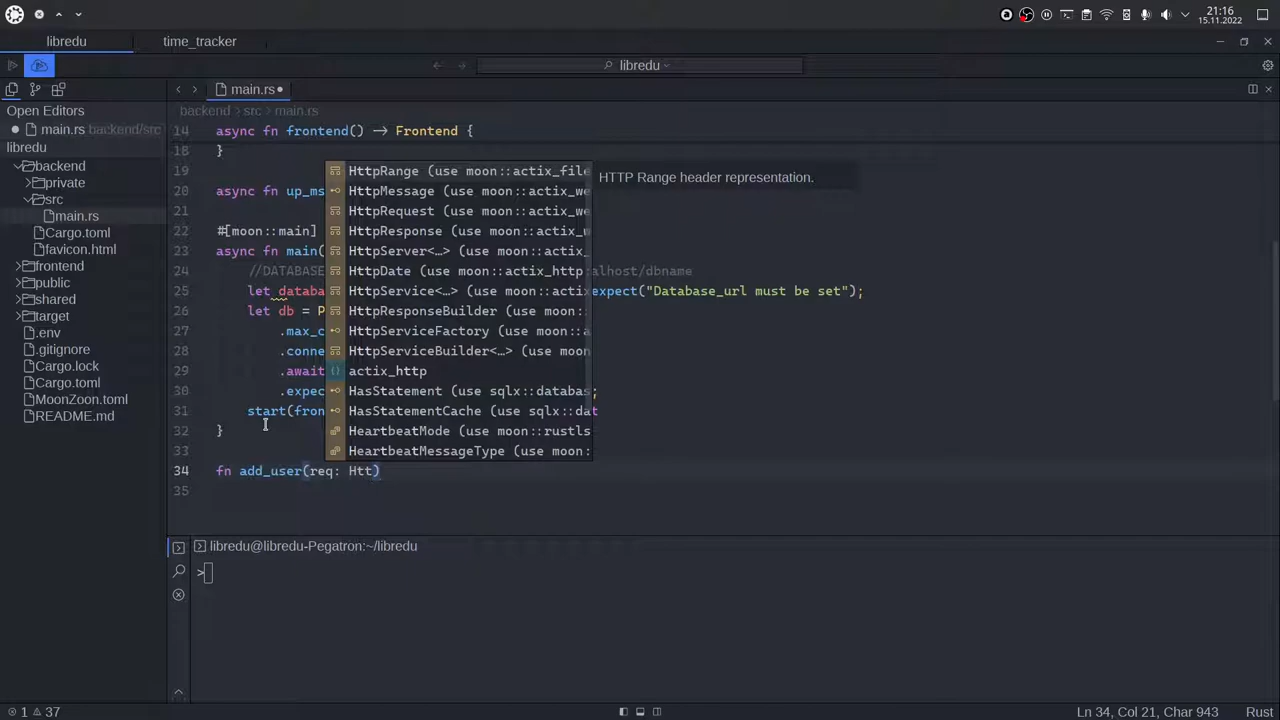 21:16
15.11.2022
libredu
time_tracker
libredu
main.rs
Open Editors
main.rs backend/src
libredu
backend
private
src
main.rs
Cargo.toml
favicon.html
frontend
public
shared
target
.env
.gitignore
Cargo.lock
Cargo.toml
MoonZoon.toml
README.md
backend > src > main.rs
14 async fn frontend() -> Frontend {
18 }
19
20 async fn up_ms
21
22 #[moon::main]
23 async fn main(
24 //DATABASE alhost/dbname
25 let databa expect("Database_url must be set");
26 let db = P
27 .max_c
28 .conne
29 .await
30 .expec ;
31 start(fron
32 }
33
34 fn add_user(req: Htt)
35
HttpRange (use moon::actix_file
HttpMessage (use moon::actix_we
HttpRequest (use moon::actix_we
HttpResponse (use moon::actix_w
HttpServer<…> (use moon::actix_
HttpDate (use moon::actix_http:
HttpService<…> (use moon::actix
HttpResponseBuilder (use moon::
HttpServiceFactory (use moon::a
HttpServiceBuilder<…> (use moon
actix_http
HasStatement (use sqlx::databas
HasStatementCache (use sqlx::dat
HeartbeatMode (use moon::rustls
HeartbeatMessageType (use moon:
HTTP Range header representation.
libredu@libredu-Pegatron:~/libredu
>
1 37
Ln 34, Col 21, Char 943
Rust